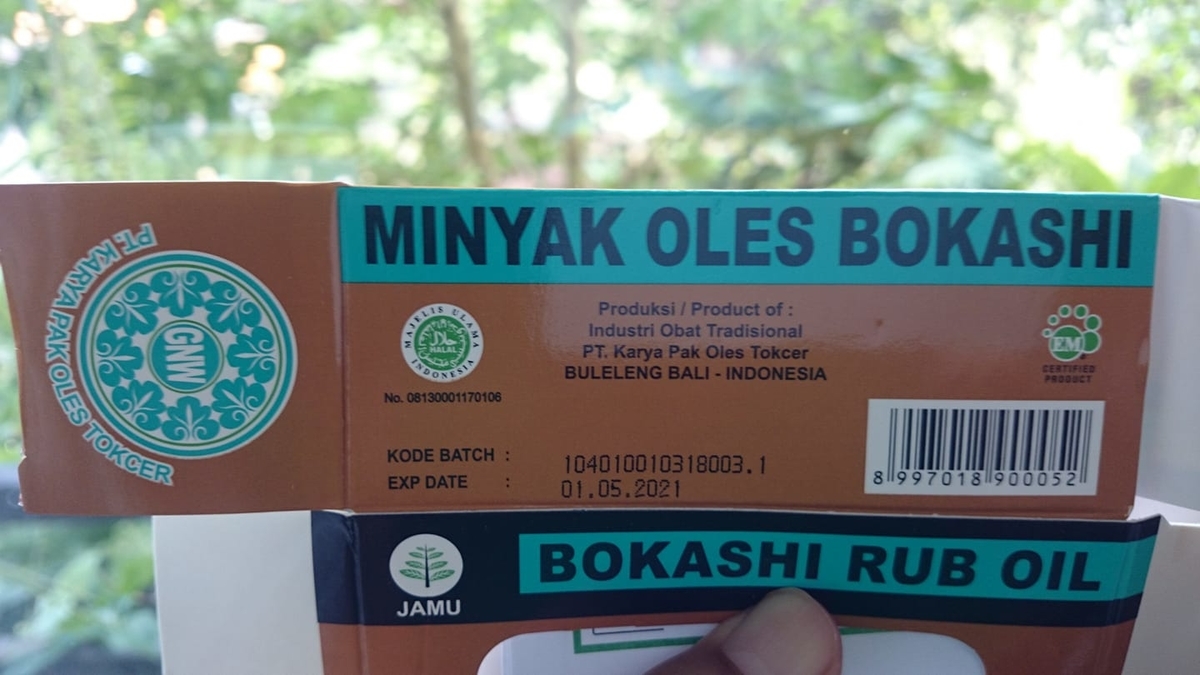 PT. KARYA PAK OLES TOKCER
GNW
MINYAK OLES BOKASHI
MAJELIS ULAMA
حلال
HALAL
INDONESIA
No. 08130001170106
Produksi / Product of :
Industri Obat Tradisional
PT. Karya Pak Oles Tokcer
BULELENG BALI - INDONESIA
EM
CERTIFIED
PRODUCT
KODE BATCH : 104010010318003.1
EXP DATE : 01.05.2021
8 997018 900052
JAMU
BOKASHI RUB OIL